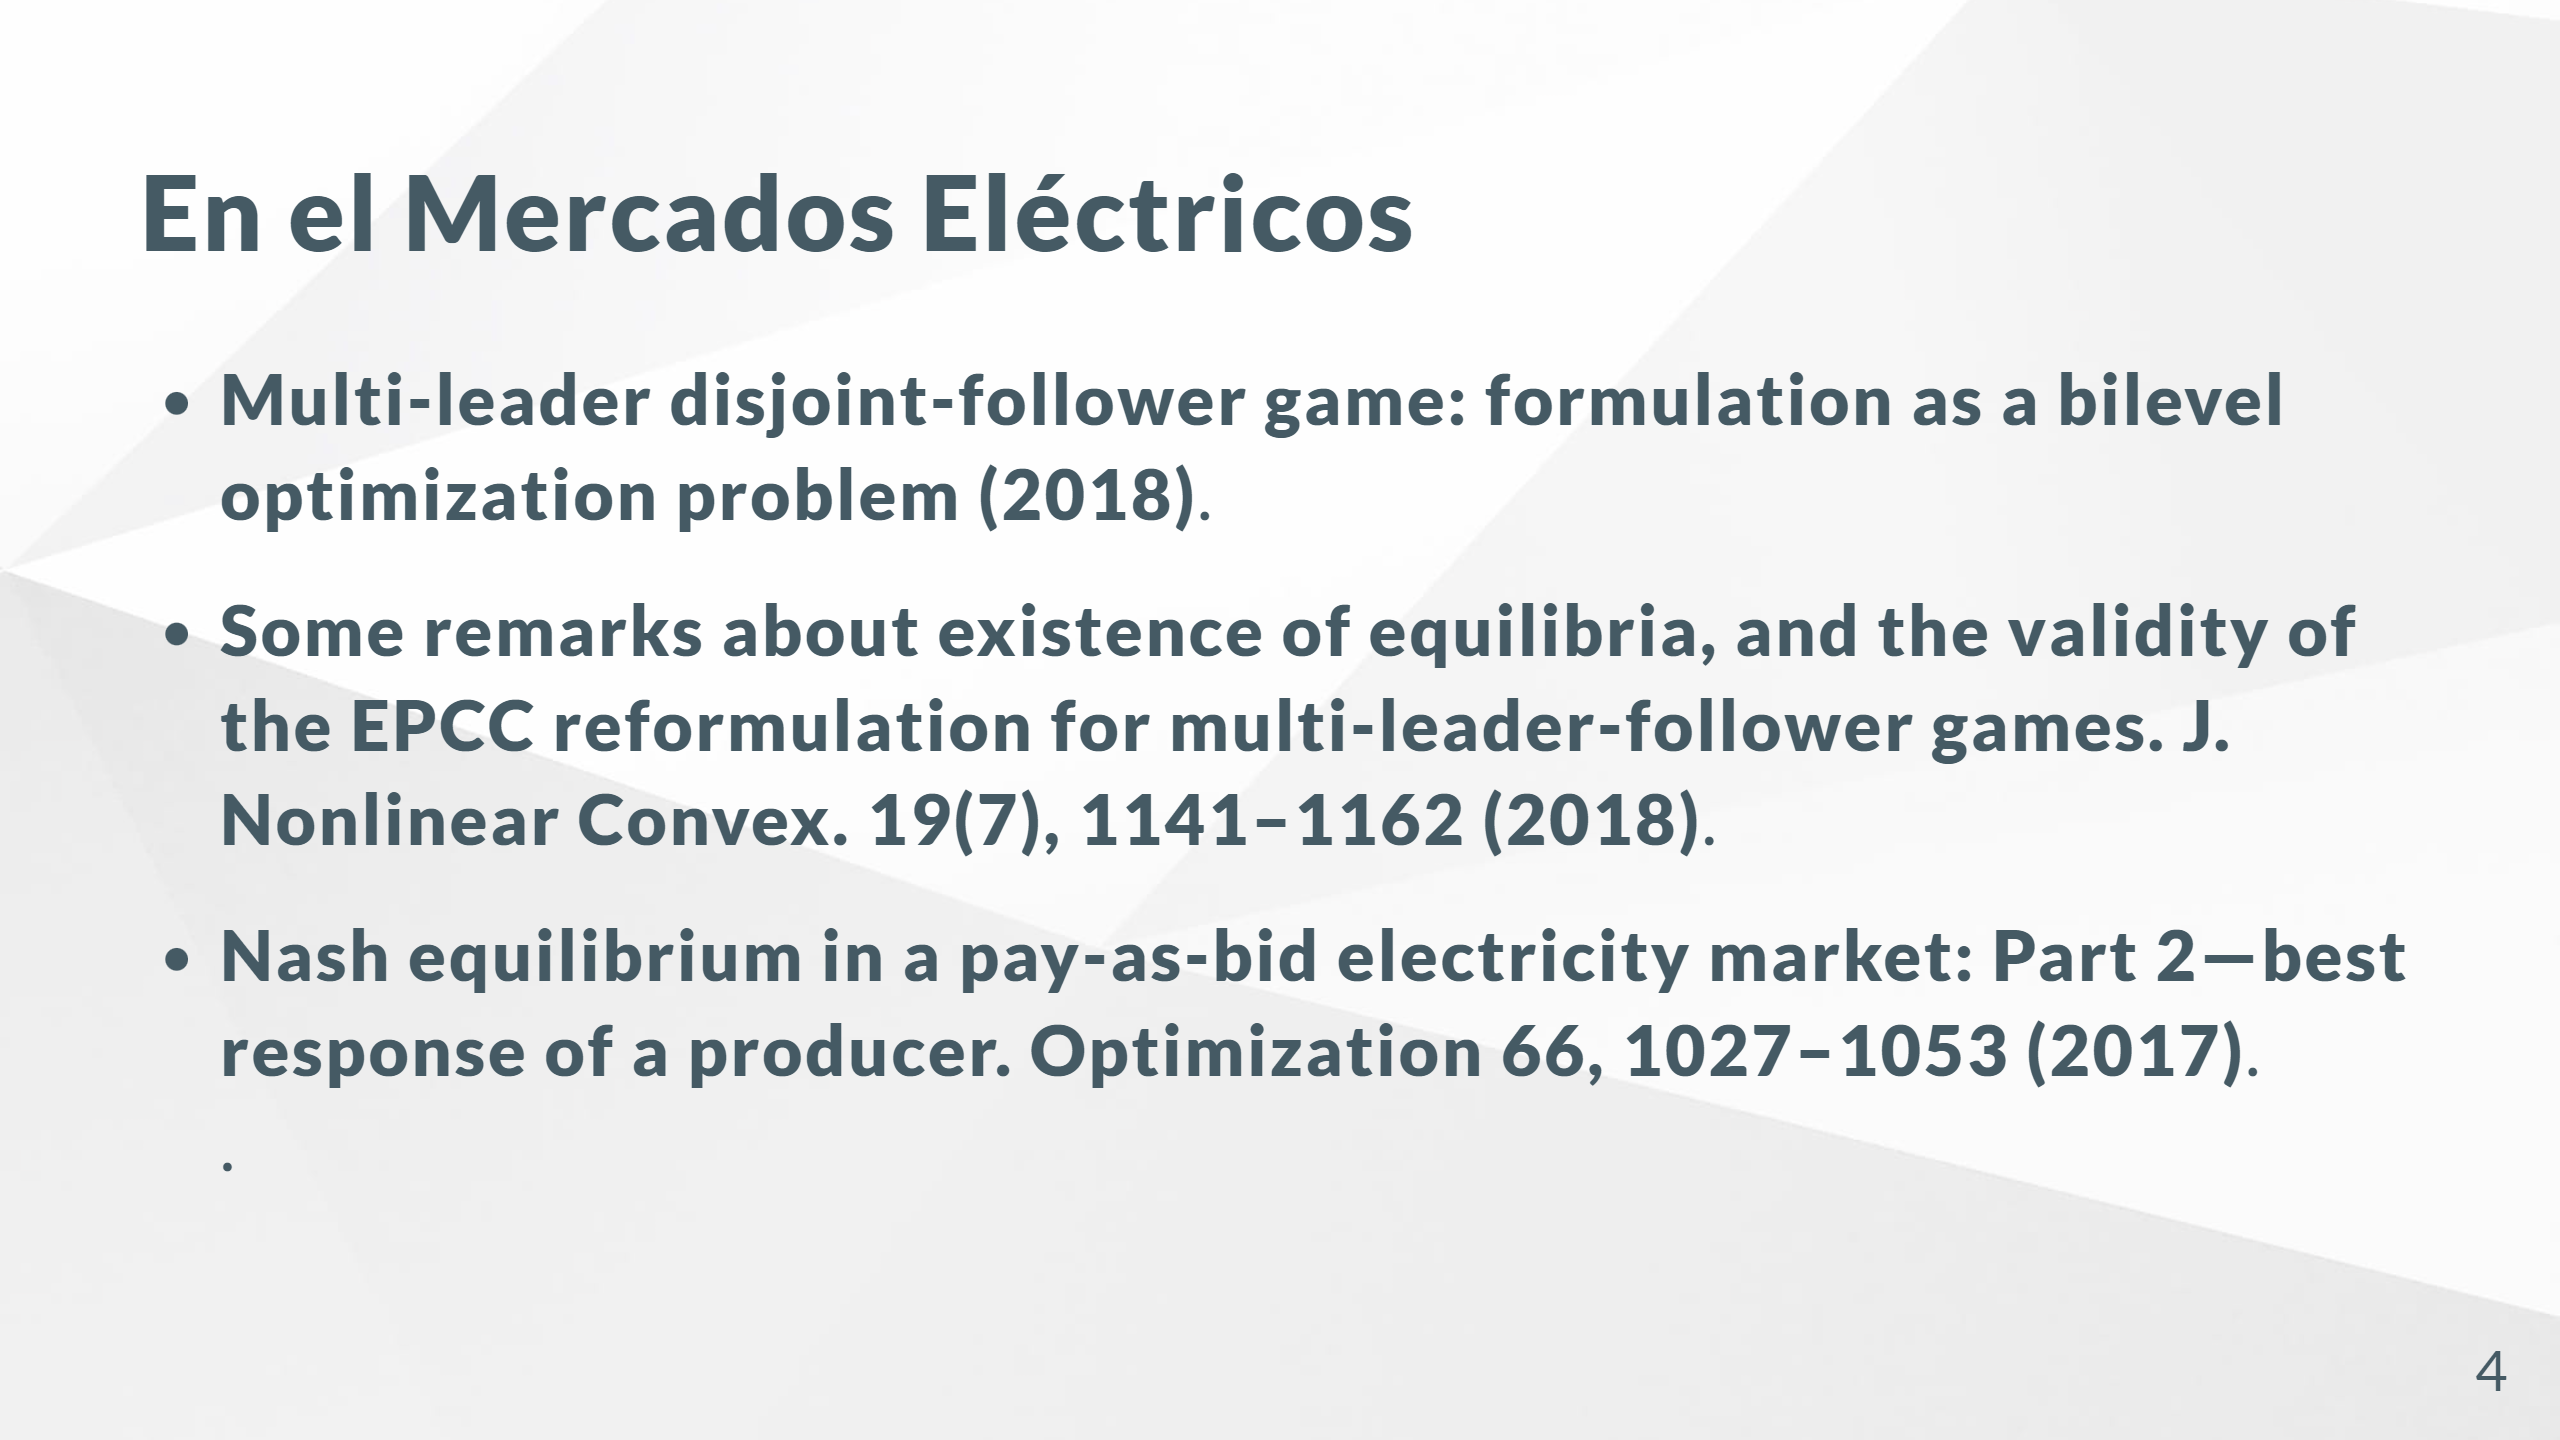 En el Mercados Eléctricos
• Multi-leader disjoint-follower game: formulation as a bilevel
optimization problem (2018).
• Some remarks about existence of equilibria, and the validity of
the EPCC reformulation for multi-leader-follower games. J.
Nonlinear Convex. 19(7), 1141–1162 (2018).
• Nash equilibrium in a pay-as-bid electricity market: Part 2—best
response of a producer. Optimization 66, 1027–1053 (2017).
.
4